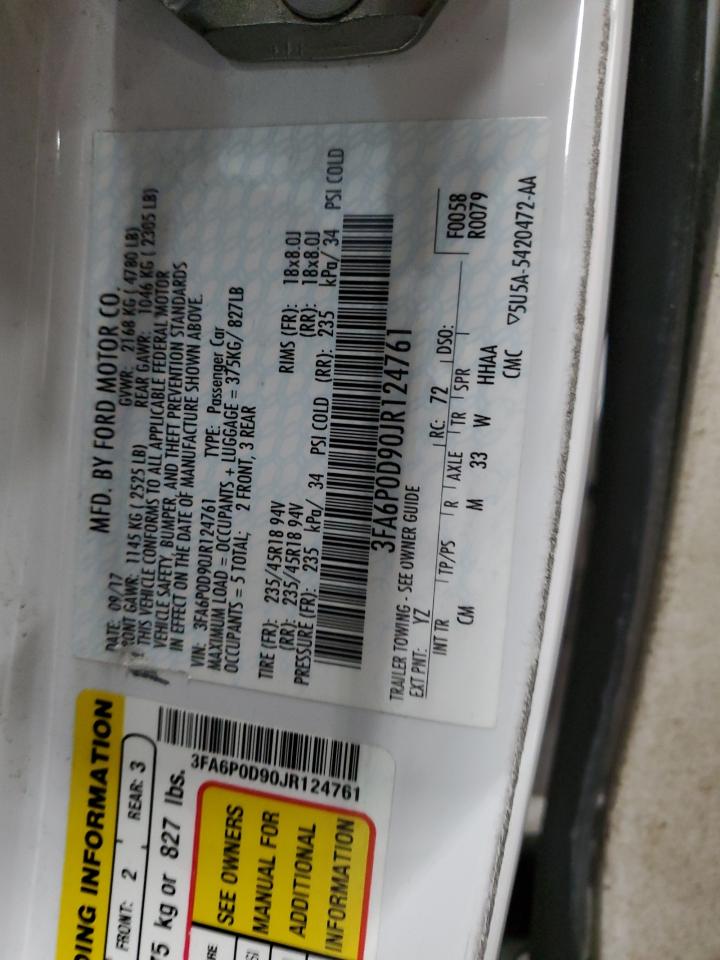 MFD. BY FORD MOTOR CO.
DATE: 09/17 GVWR: 2168 KG ( 4780 LB)
RONT GAWR: 1145 KG ( 2525 LB) REAR GAWR: 1046 KG ( 2305 LB)
THIS VEHICLE CONFORMS TO ALL APPLICABLE FEDERAL MOTOR
VEHICLE SAFETY, BUMPER, AND THEFT PREVENTION STANDARDS
IN EFFECT ON THE DATE OF MANUFACTURE SHOWN ABOVE.
VIN: 3FA6P0D90JR124761 TYPE: Passenger Car
MAXIMUM LOAD = OCCUPANTS + LUGGAGE = 375KG/ 827LB
OCCUPANTS = 5 TOTAL; 2 FRONT, 3 REAR
TIRE (FR): 235/45R18 94V RIMS (FR): 18x8.0J
(RR): 235/45R18 94V (RR): 18x8.0J
PRESSURE (FR): 235 kPa/ 34 PSI COLD (RR): 235 kPa/ 34 PSI COLD
3FA6P0D90JR124761
TRAILER TOWING - SEE OWNER GUIDE
EXT PNT: YZ RC: 72 DSO: F0058
INT TR TP/PS R AXLE TR SPR R0079
CM M 33 W HHAA
CMC ▽5U5A-5420472-AA
DING INFORMATION
FRONT: 2 REAR: 3
75 kg or 827 lbs.
3FA6P0D90JR124761
SEE OWNERS
MANUAL FOR
ADDITIONAL
INFORMATION